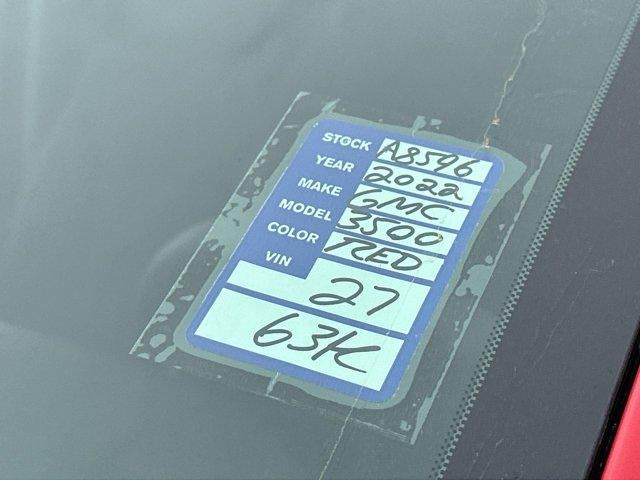 STOCK A8596
YEAR 2022
MAKE GMC
MODEL 3500
COLOR RED
VIN 27
63K